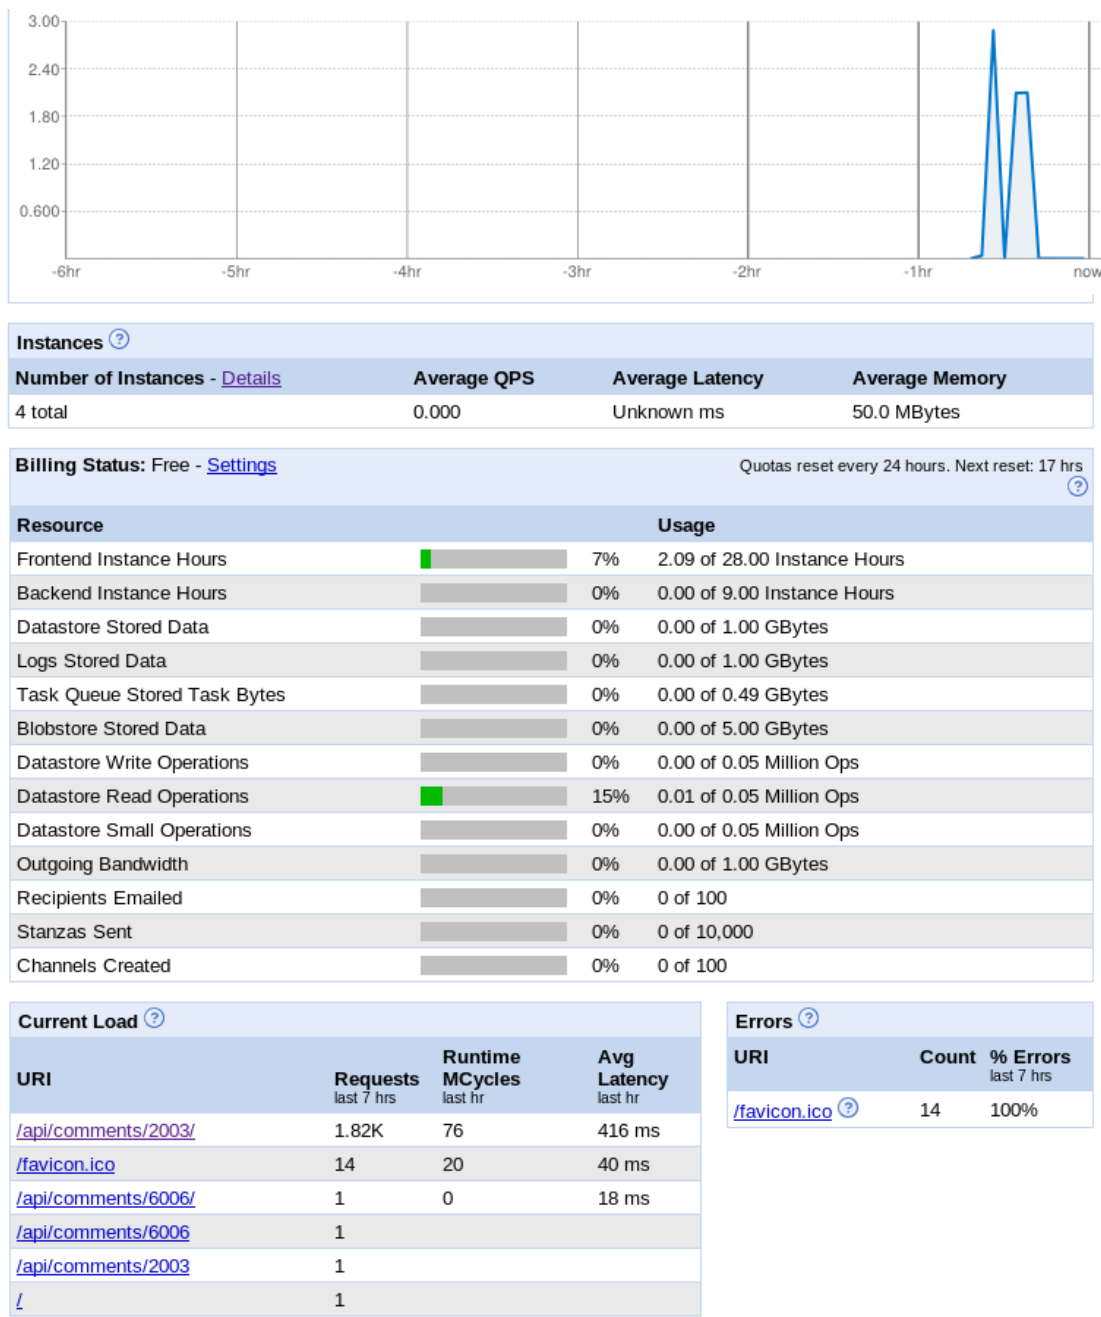 3.00
2.40
1.80
1.20
0.600
-6hr -5hr -4hr -3hr -2hr -1hr now
Instances ?
Number of Instances - Details Average QPS Average Latency Average Memory
4 total 0.000 Unknown ms 50.0 MBytes
Billing Status: Free - Settings Quotas reset every 24 hours. Next reset: 17 hrs
?
Resource Usage
Frontend Instance Hours 7% 2.09 of 28.00 Instance Hours
Backend Instance Hours 0% 0.00 of 9.00 Instance Hours
Datastore Stored Data 0% 0.00 of 1.00 GBytes
Logs Stored Data 0% 0.00 of 1.00 GBytes
Task Queue Stored Task Bytes 0% 0.00 of 0.49 GBytes
Blobstore Stored Data 0% 0.00 of 5.00 GBytes
Datastore Write Operations 0% 0.00 of 0.05 Million Ops
Datastore Read Operations 15% 0.01 of 0.05 Million Ops
Datastore Small Operations 0% 0.00 of 0.05 Million Ops
Outgoing Bandwidth 0% 0.00 of 1.00 GBytes
Recipients Emailed 0% 0 of 100
Stanzas Sent 0% 0 of 10,000
Channels Created 0% 0 of 100
Current Load ?
URI Requests last 7 hrs Runtime MCycles last hr Avg Latency last hr
/api/comments/2003/ 1.82K 76 416 ms
/favicon.ico 14 20 40 ms
/api/comments/6006/ 1 0 18 ms
/api/comments/6006 1
/api/comments/2003 1
/ 1
Errors ?
URI Count % Errors last 7 hrs
/favicon.ico ? 14 100%